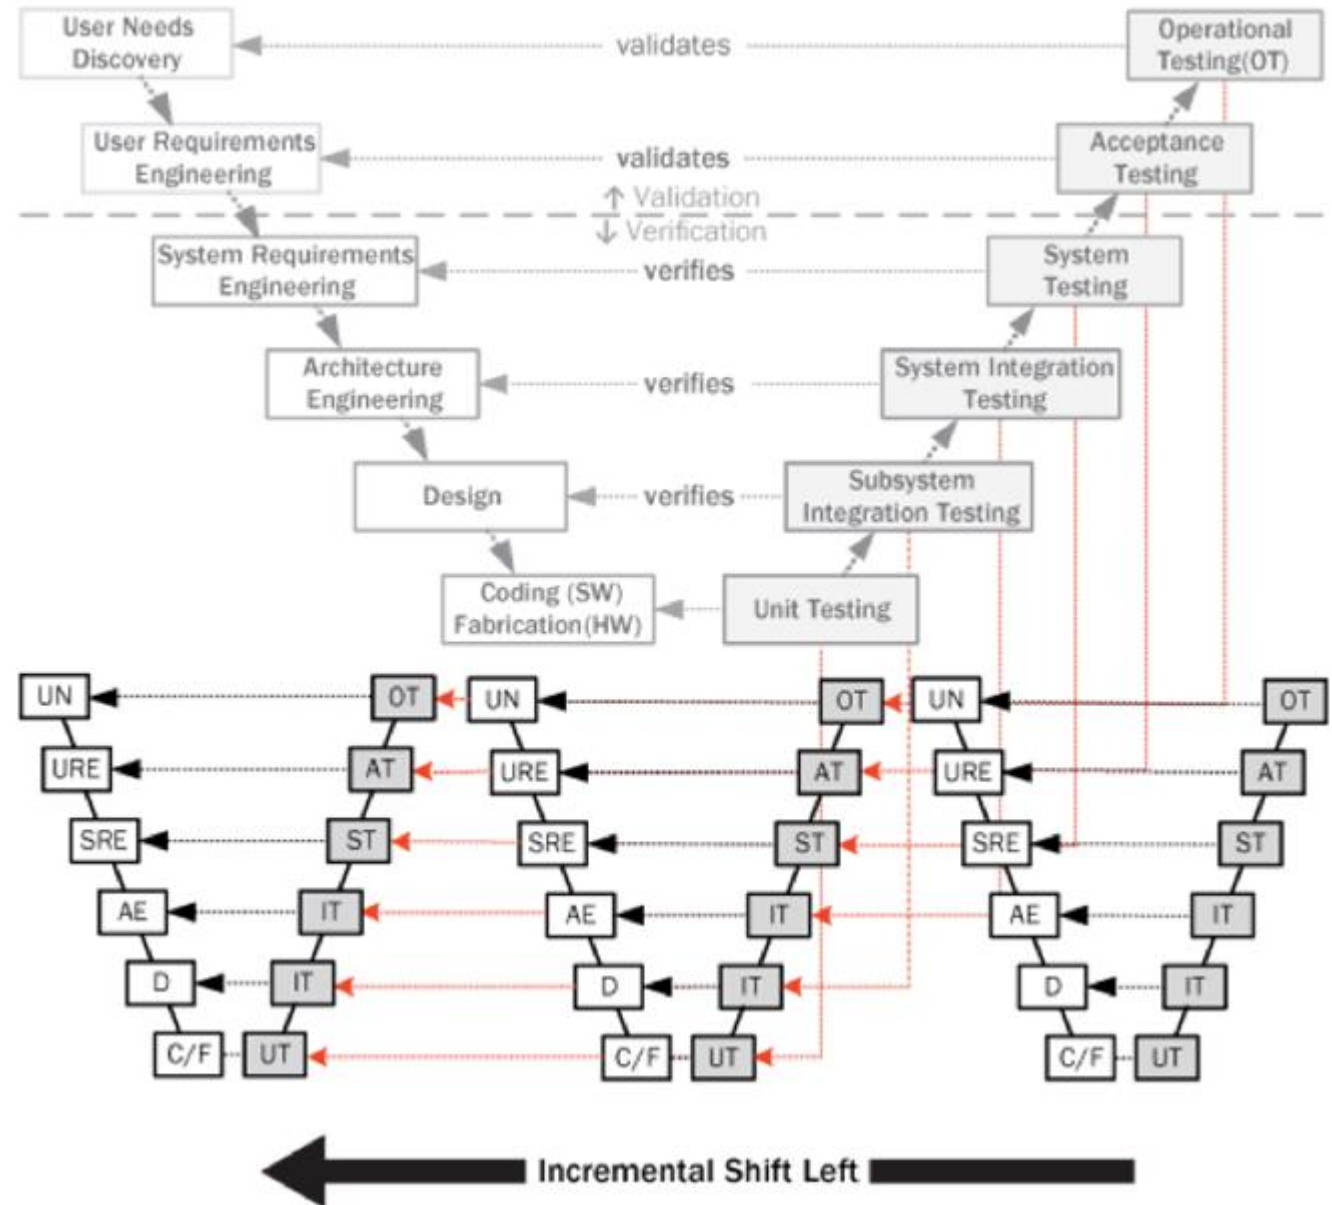 User Needs
Discovery
validates
Operational
Testing(OT)
User Requirements
Engineering
validates
Acceptance
Testing
↑ Validation
↓ Verification
System Requirements
Engineering
verifies
System
Testing
Architecture
Engineering
verifies
System Integration
Testing
Design
verifies
Subsystem
Integration Testing
Coding (SW)
Fabrication(HW)
Unit Testing
UN OT UN OT UN OT
URE AT URE AT URE AT
SRE ST SRE ST SRE ST
AE IT AE IT AE IT
D IT D IT D IT
C/F UT C/F UT C/F UT
Incremental Shift Left